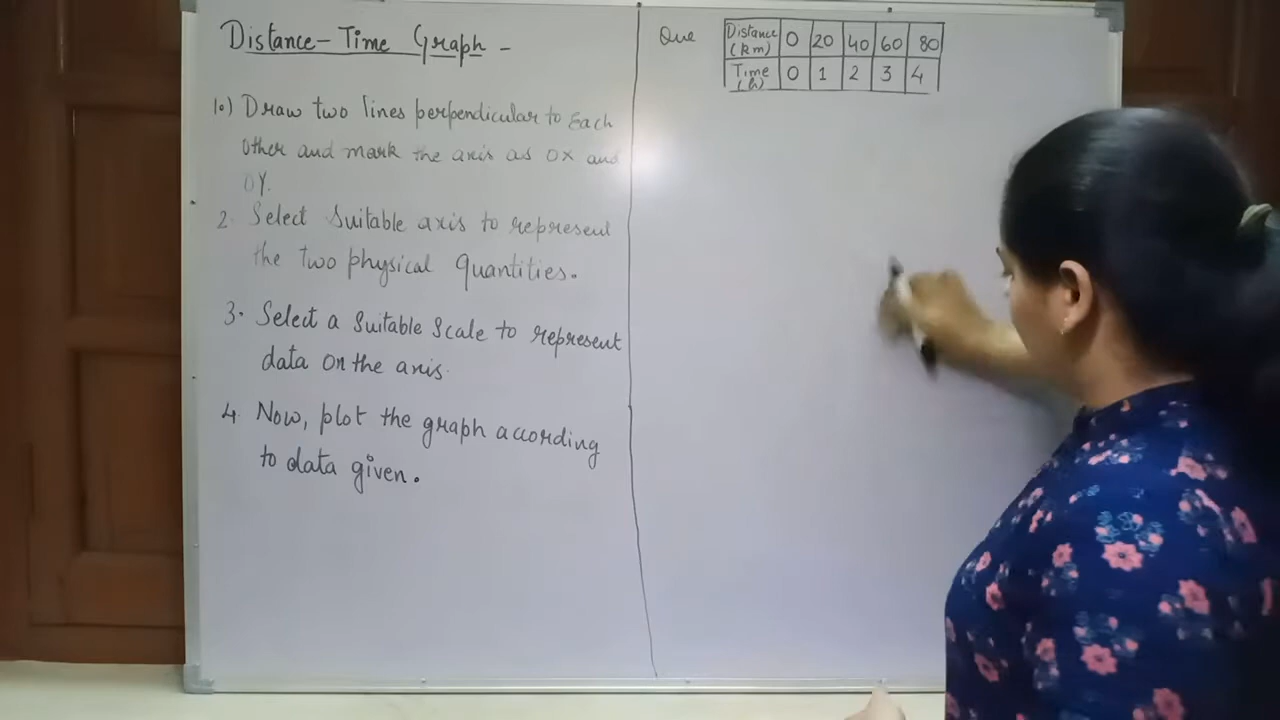 Distance-Time Graph -
1.) Draw two lines perpendicular to Each
other and mark the axis as OX and
OY.
2. Select Suitable axis to represent
the two physical quantities.
3. Select a Suitable Scale to represent
data on the axis.
4. Now, plot the graph according
to data given.
Que
Distance (km) 0 20 40 60 80
Time (h) 0 1 2 3 4